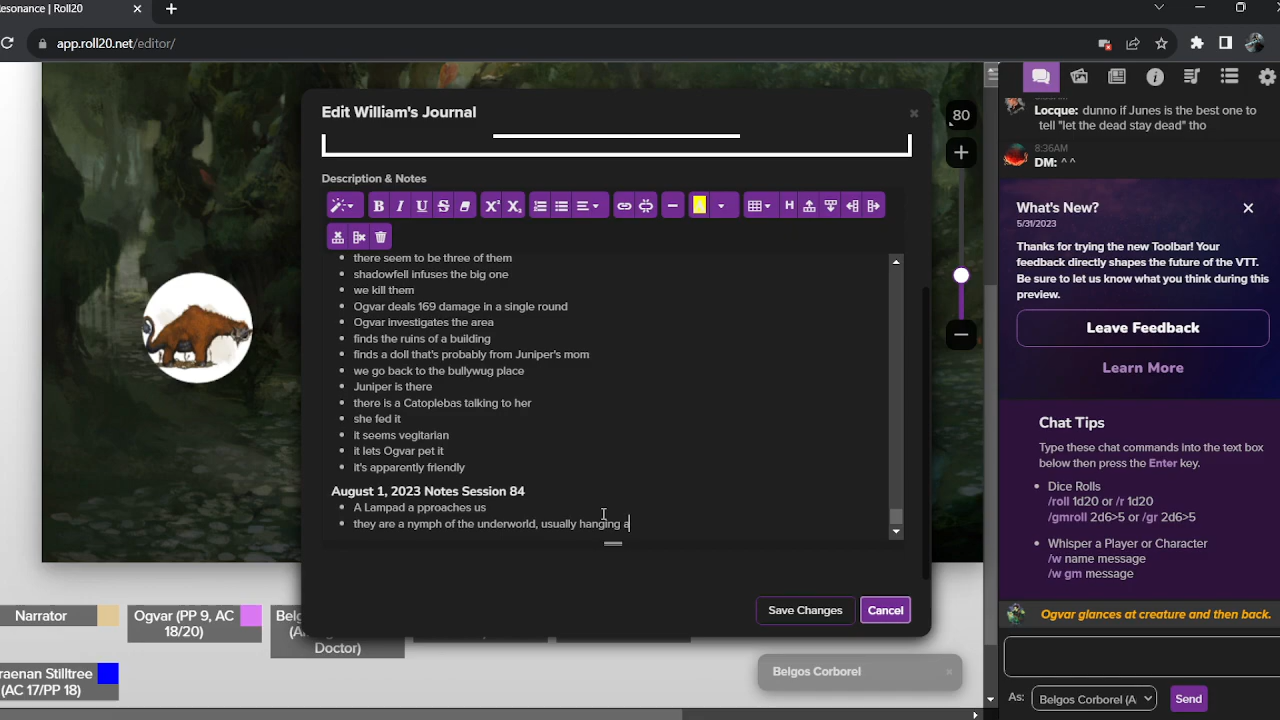 esonance | Roll20
app.roll20.net/editor/
Edit William's Journal
Description & Notes
there seem to be three of them
shadowfell infuses the big one
we kill them
Ogvar deals 169 damage in a single round
Ogvar investigates the area
finds the ruins of a building
finds a doll that's probably from Juniper's mom
we go back to the bullywug place
Juniper is there
there is a Catoplebas talking to her
she fed it
it seems vegitarian
it lets Ogvar pet it
it's apparently friendly
August 1, 2023 Notes Session 84
A Lampad a pproaches us
they are a nymph of the underworld, usually hanging a
Save Changes
Cancel
80
Locque: dunno if Junes is the best one to
tell "let the dead stay dead" tho
8:36AM
DM: ^ ^
What's New?
5/31/2023
Thanks for trying the new Toolbar! Your
feedback directly shapes the future of the VTT.
Be sure to let us know what you think during this
preview.
Leave Feedback
Learn More
Chat Tips
Type these chat commands into the text box
below then press the Enter key.
Dice Rolls
/roll 1d20 or /r 1d20
/gmroll 2d6>5 or /gr 2d6>5
Whisper a Player or Character
/w name message
/w gm message
Ogvar glances at creature and then back.
As:
Belgos Corborel (A
Send
Narrator
Ogvar (PP 9, AC
18/20)
Belg
Doctor)
raenan Stilltree
(AC 17/PP 18)
Belgos Corborel